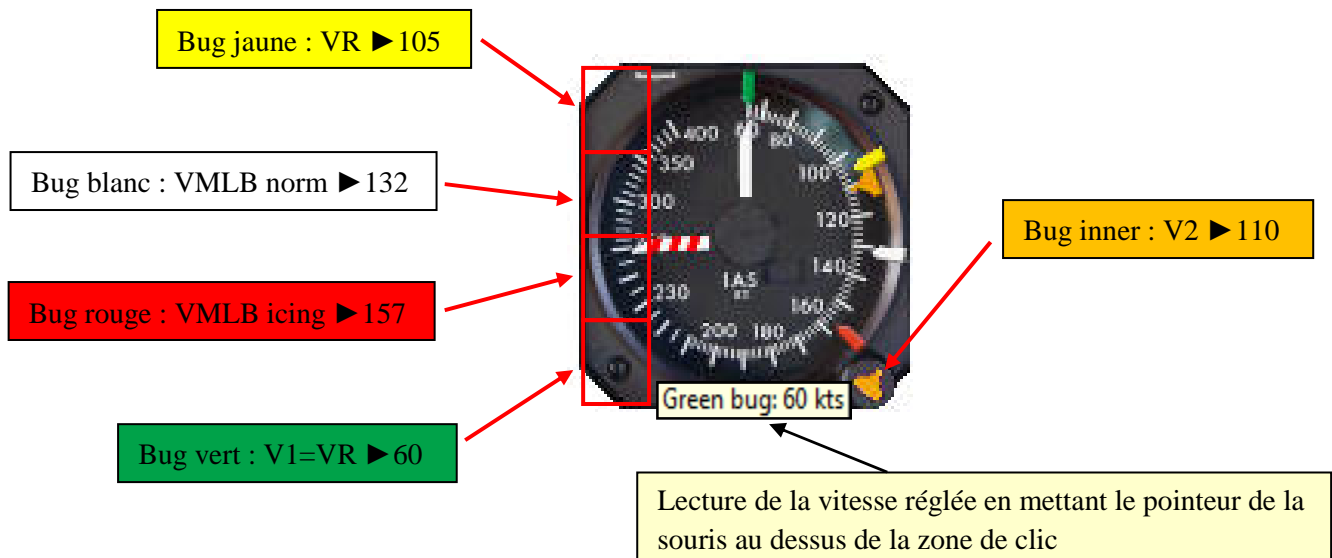 Bug jaune : VR ►105
Bug blanc : VMLB norm ►132
Bug rouge : VMLB icing ►157
Bug vert : V1=VR ►60
60
80
100
120
140
160
180
200
230
300
350
400
IAS
Green bug: 60 kts
Bug inner : V2 ►110
Lecture de la vitesse réglée en mettant le pointeur de la
souris au dessus de la zone de clic